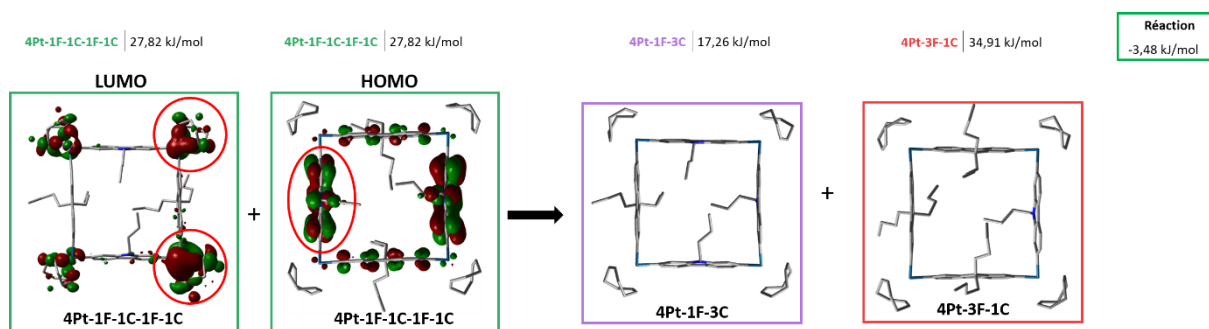 4Pt-1F-1C-1F-1C | 27,82 kJ/mol
LUMO
4Pt-1F-1C-1F-1C
+
4Pt-1F-1C-1F-1C | 27,82 kJ/mol
HOMO
4Pt-1F-1C-1F-1C
4Pt-1F-3C | 17,26 kJ/mol
4Pt-1F-3C
+
4Pt-3F-1C | 34,91 kJ/mol
4Pt-3F-1C
Réaction
-3,48 kJ/mol